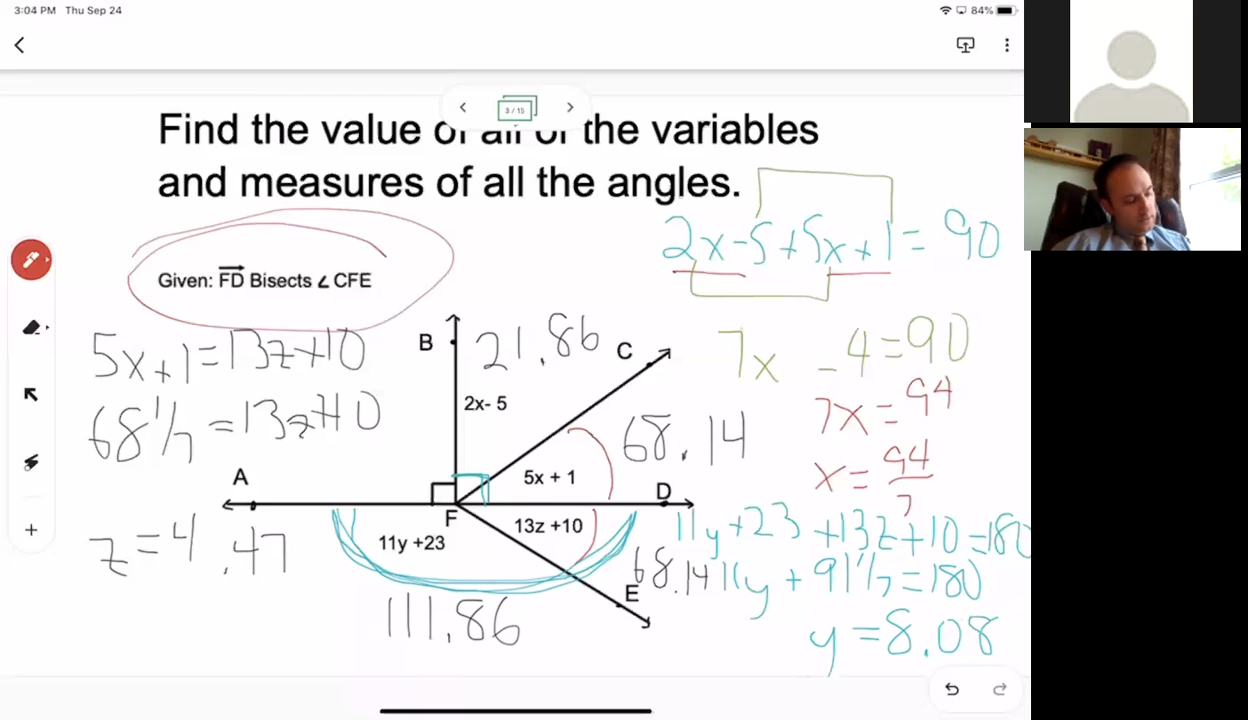 3:04 PM Thu Sep 24
84%
3 / 15
Find the value of all of the variables
and measures of all the angles.
2x-5+5x+1=90
Given: FD Bisects ∠ CFE
5x+1=13z+10
B
21.86
C
7x -4=90
68 1/7 =13z+10
2x- 5
7x=94
68.14
x=94/7
A
5x + 1
D
F
13z +10
11y +23
11y+23+13z+10=180
z=4.47
68.14
11y+91 1/7=180
E
111.86
y=8.08